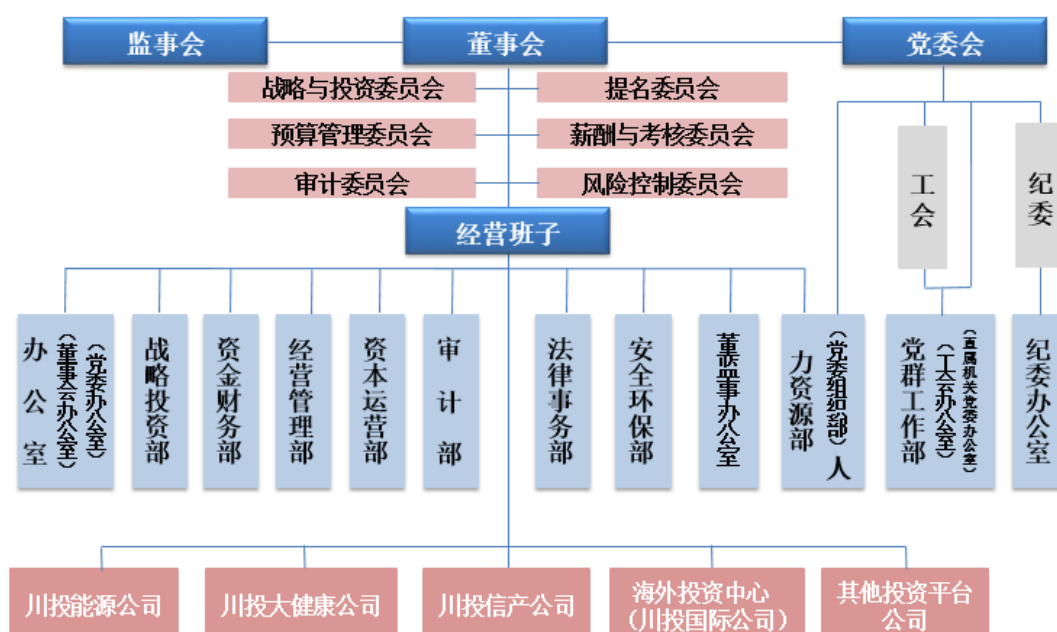 监事会
董事会
党委会
战略与投资委员会
提名委员会
预算管理委员会
薪酬与考核委员会
审计委员会
风险控制委员会
工会
纪委
经营班子
办公室
（董事会办公室）
（党委办公室）
战略投资部
资金财务部
经营管理部
资本运营部
审计部
法律事务部
安全环保部
董监事办公室
力资源部
（党委组织部）人
党群工作部
（工会办公室）
（直属机关党委办公室）
纪委办公室
川投能源公司
川投大健康公司
川投信产公司
海外投资中心
（川投国际公司）
其他投资平台
公司